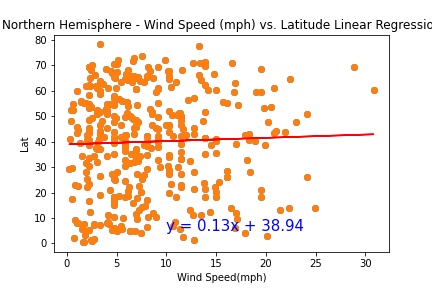 Northern Hemisphere - Wind Speed (mph) vs. Latitude Linear Regressio
80
70
60
50
40
30
20
10
0
Lat
y = 0.13x + 38.94
0 5 10 15 20 25 30
Wind Speed(mph)